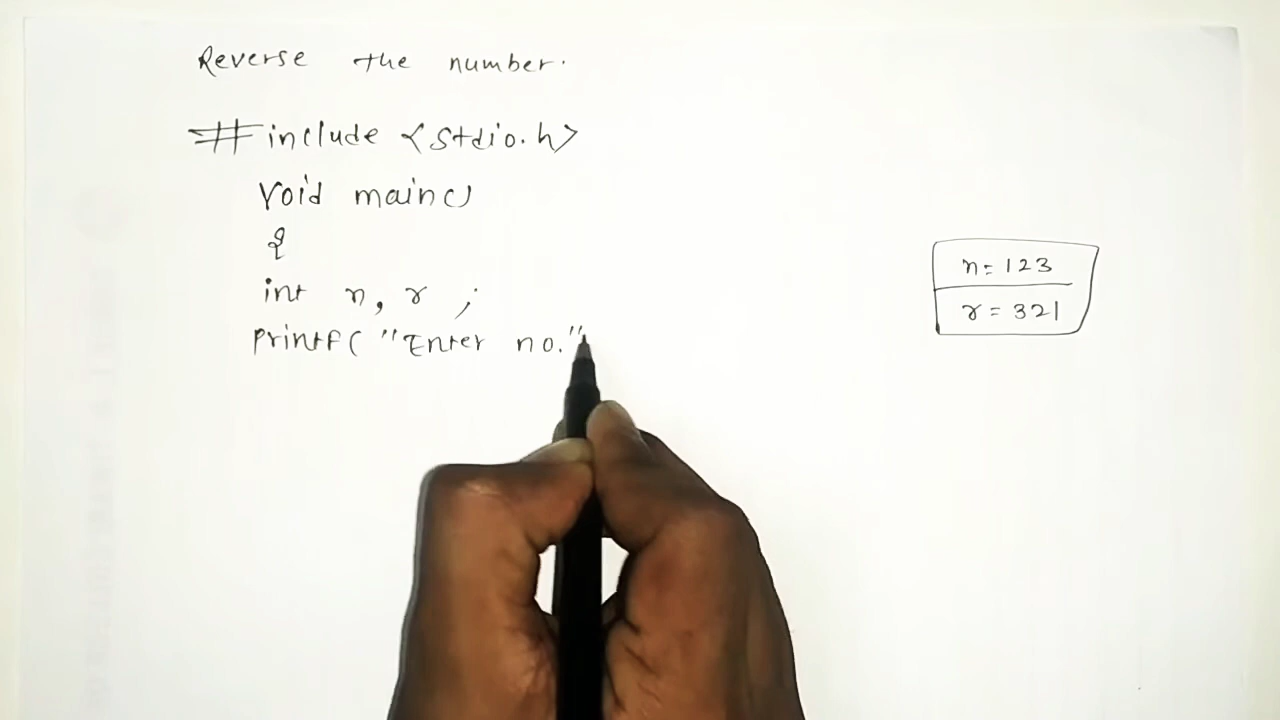 Reverse the number.
#include <stdio.h>
void main()
{
int n, r ;
n = 123
r = 321
printf( "Enter no."